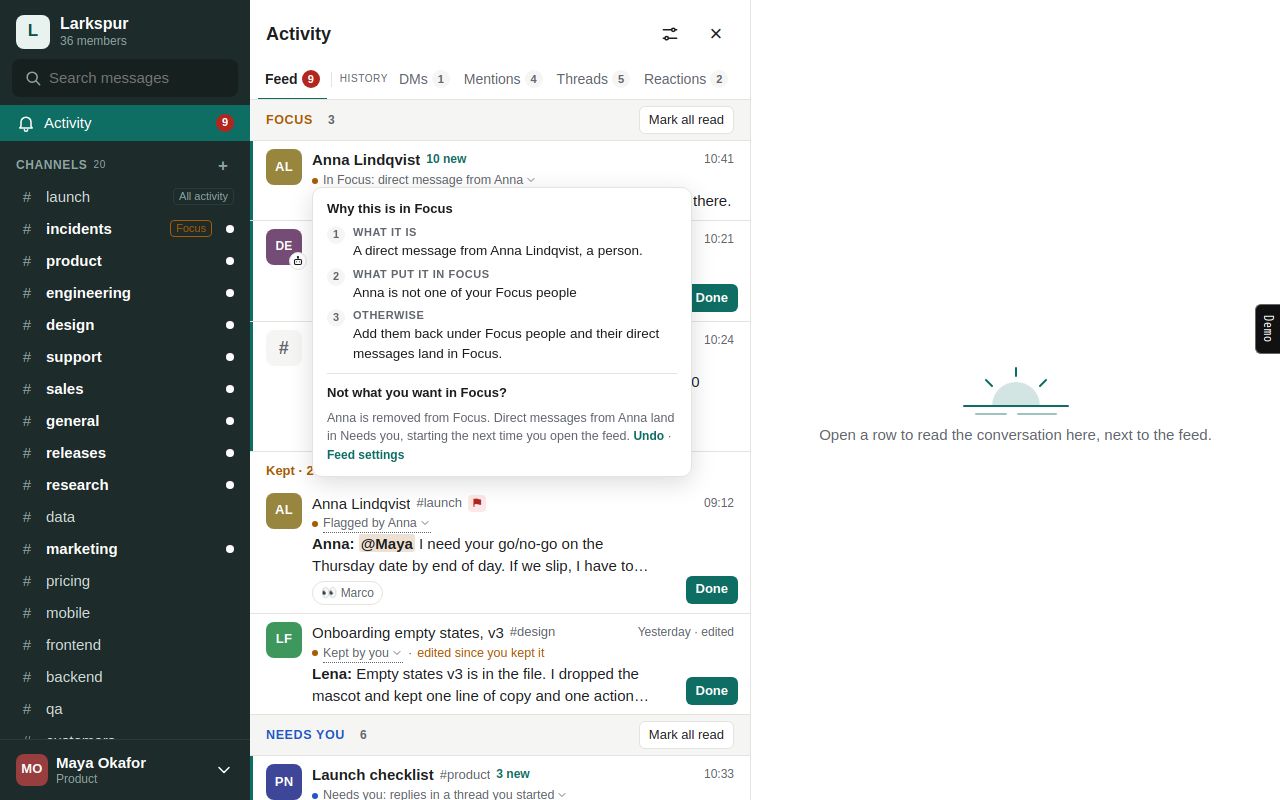 L
Larkspur
36 members
Search messages
Activity
9
CHANNELS 20
+
# launch
All activity
# incidents
Focus
# product
# engineering
# design
# support
# sales
# general
# releases
# research
# data
# marketing
# pricing
# mobile
# frontend
# backend
# qa
MO
Maya Okafor
Product
Activity
Feed 9
HISTORY
DMs 1
Mentions 4
Threads 5
Reactions 2
FOCUS 3
Mark all read
AL
Anna Lindqvist 10 new
10:41
In Focus: direct message from Anna
there.
DE
10:21
Done
#
10:24
0
Why this is in Focus
1 WHAT IT IS
A direct message from Anna Lindqvist, a person.
2 WHAT PUT IT IN FOCUS
Anna is not one of your Focus people
3 OTHERWISE
Add them back under Focus people and their direct
messages land in Focus.
Not what you want in Focus?
Anna is removed from Focus. Direct messages from Anna land
in Needs you, starting the next time you open the feed. Undo ·
Feed settings
Kept · 2
AL
Anna Lindqvist #launch
09:12
Flagged by Anna
Anna: @Maya I need your go/no-go on the
Thursday date by end of day. If we slip, I have to…
👀 Marco
Done
LF
Onboarding empty states, v3 #design
Yesterday · edited
Kept by you · edited since you kept it
Lena: Empty states v3 is in the file. I dropped the
mascot and kept one line of copy and one action…
Done
NEEDS YOU 6
Mark all read
PN
Launch checklist #product 3 new
10:33
Needs you: replies in a thread you started
Open a row to read the conversation here, next to the feed.
Demo